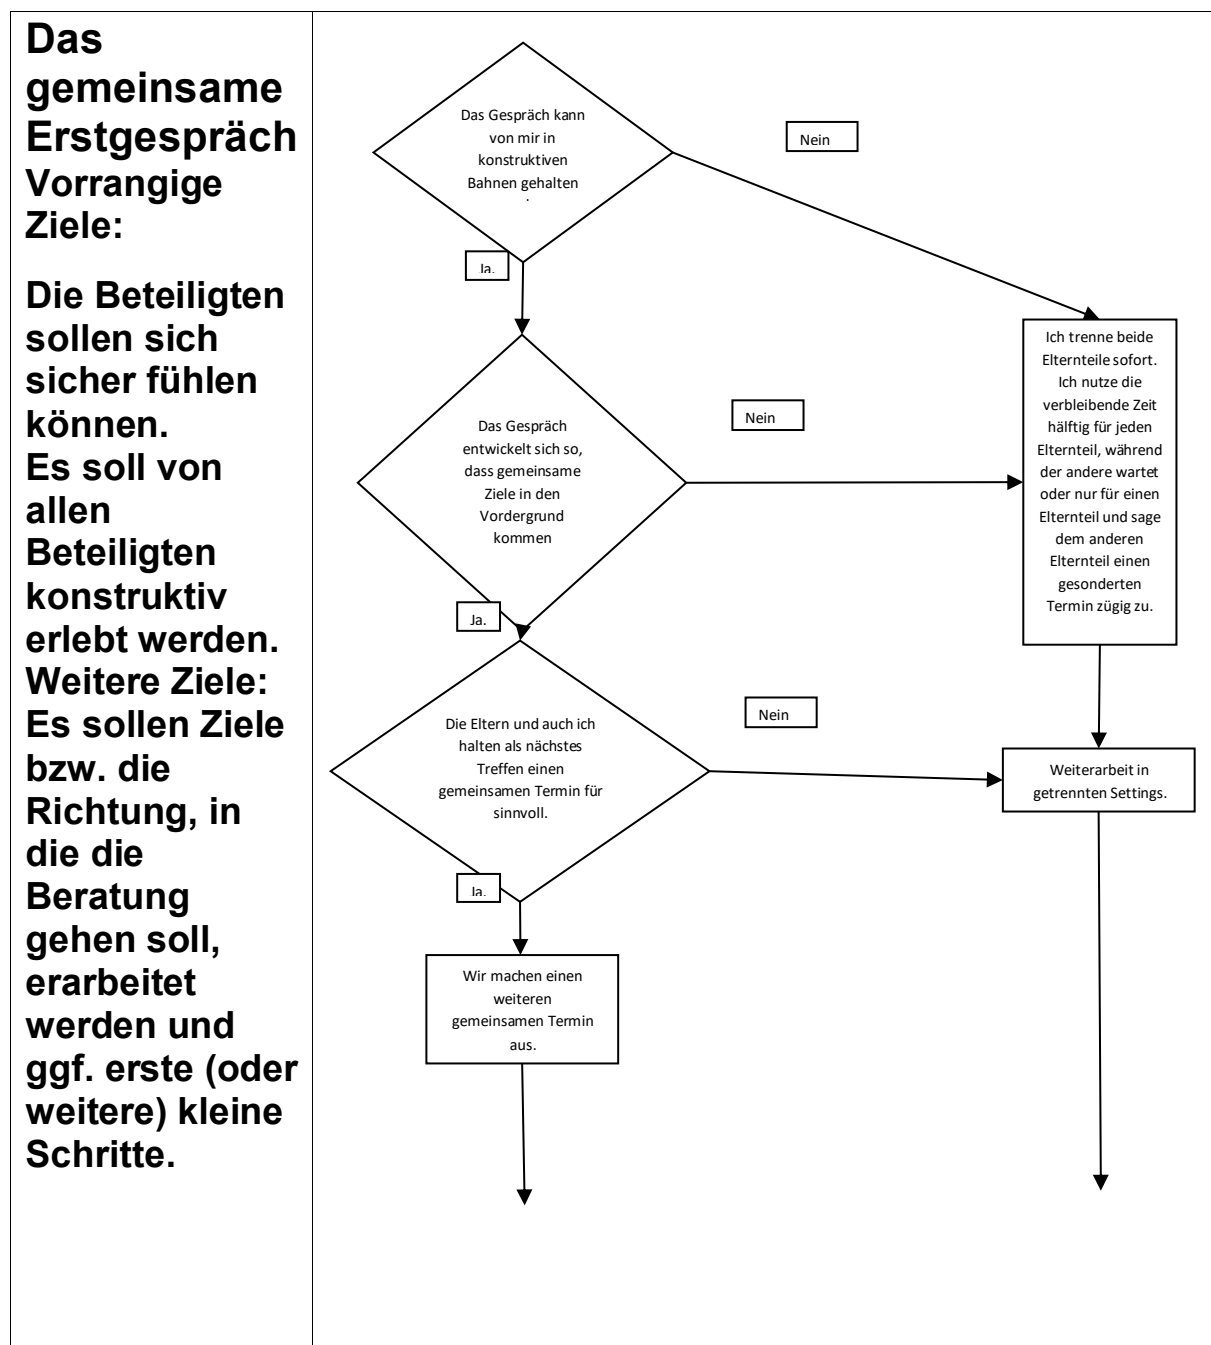 Das
gemeinsame
Erstgespräch
Vorrangige
Ziele:
Die Beteiligten
sollen sich
sicher fühlen
können.
Es soll von
allen
Beteiligten
konstruktiv
erlebt werden.
Weitere Ziele:
Es sollen Ziele
bzw. die
Richtung, in
die die
Beratung
gehen soll,
erarbeitet
werden und
ggf. erste (oder
weitere) kleine
Schritte.
Das Gespräch kann
von mir in
konstruktiven
Bahnen gehalten
Nein
Ja.
Ich trenne beide
Elternteile sofort.
Ich nutze die
verbleibende Zeit
hälftig für jeden
Elternteil, während
der andere wartet
oder nur für einen
Elternteil und sage
dem anderen
Elternteil einen
gesonderten
Termin zügig zu.
Das Gespräch
entwickelt sich so,
dass gemeinsame
Ziele in den
Vordergrund
kommen
Nein
Ja.
Die Eltern und auch ich
halten als nächstes
Treffen einen
gemeinsamen Termin für
sinnvoll.
Nein
Weiterarbeit in
getrennten Settings.
Ja.
Wir machen einen
weiteren
gemeinsamen Termin
aus.